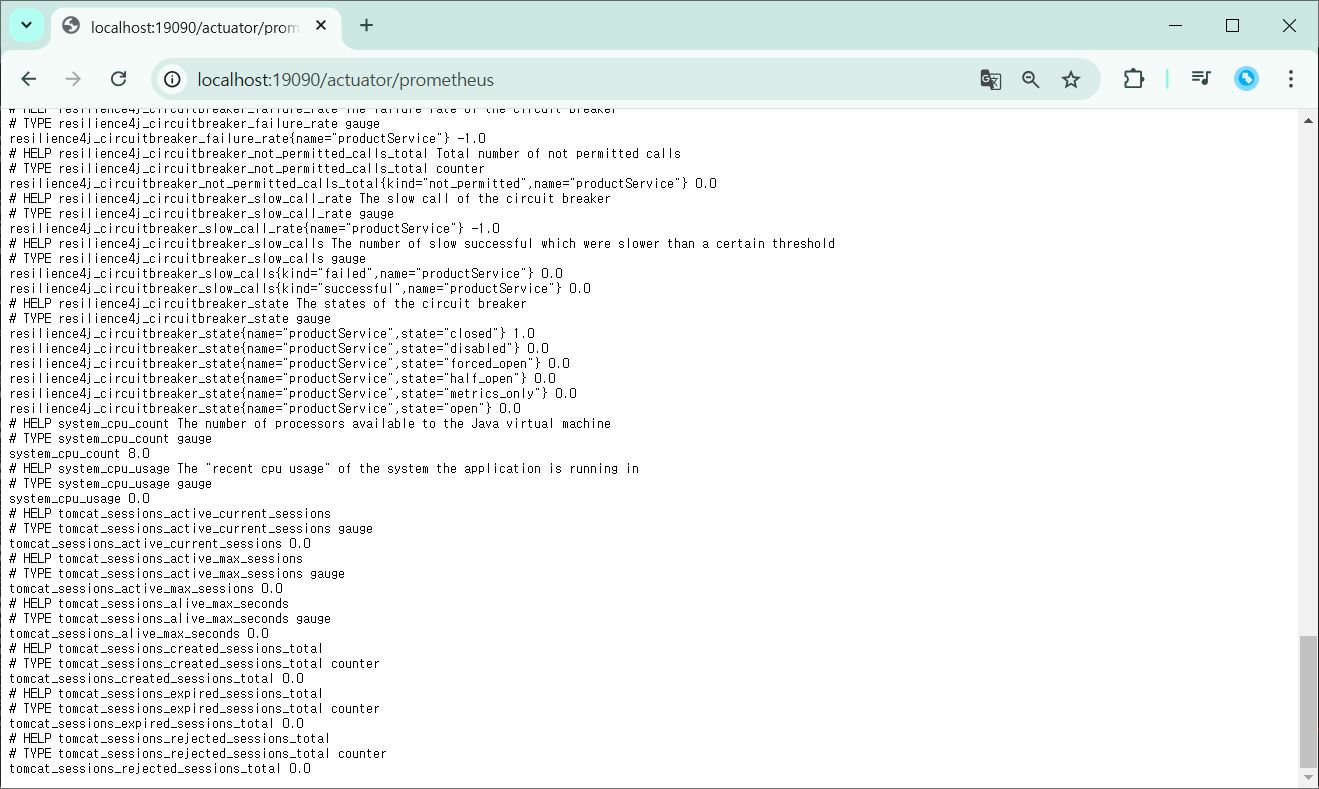 localhost:19090/actuator/prom
localhost:19090/actuator/prometheus
# HELP resilience4j_circuitbreaker_failure_rate The failure rate of the circuit breaker
# TYPE resilience4j_circuitbreaker_failure_rate gauge
resilience4j_circuitbreaker_failure_rate{name="productService"} -1.0
# HELP resilience4j_circuitbreaker_not_permitted_calls_total Total number of not permitted calls
# TYPE resilience4j_circuitbreaker_not_permitted_calls_total counter
resilience4j_circuitbreaker_not_permitted_calls_total{kind="not_permitted",name="productService"} 0.0
# HELP resilience4j_circuitbreaker_slow_call_rate The slow call of the circuit breaker
# TYPE resilience4j_circuitbreaker_slow_call_rate gauge
resilience4j_circuitbreaker_slow_call_rate{name="productService"} -1.0
# HELP resilience4j_circuitbreaker_slow_calls The number of slow successful which were slower than a certain threshold
# TYPE resilience4j_circuitbreaker_slow_calls gauge
resilience4j_circuitbreaker_slow_calls{kind="failed",name="productService"} 0.0
resilience4j_circuitbreaker_slow_calls{kind="successful",name="productService"} 0.0
# HELP resilience4j_circuitbreaker_state The states of the circuit breaker
# TYPE resilience4j_circuitbreaker_state gauge
resilience4j_circuitbreaker_state{name="productService",state="closed"} 1.0
resilience4j_circuitbreaker_state{name="productService",state="disabled"} 0.0
resilience4j_circuitbreaker_state{name="productService",state="forced_open"} 0.0
resilience4j_circuitbreaker_state{name="productService",state="half_open"} 0.0
resilience4j_circuitbreaker_state{name="productService",state="metrics_only"} 0.0
resilience4j_circuitbreaker_state{name="productService",state="open"} 0.0
# HELP system_cpu_count The number of processors available to the Java virtual machine
# TYPE system_cpu_count gauge
system_cpu_count 8.0
# HELP system_cpu_usage The "recent cpu usage" of the system the application is running in
# TYPE system_cpu_usage gauge
system_cpu_usage 0.0
# HELP tomcat_sessions_active_current_sessions
# TYPE tomcat_sessions_active_current_sessions gauge
tomcat_sessions_active_current_sessions 0.0
# HELP tomcat_sessions_active_max_sessions
# TYPE tomcat_sessions_active_max_sessions gauge
tomcat_sessions_active_max_sessions 0.0
# HELP tomcat_sessions_alive_max_seconds
# TYPE tomcat_sessions_alive_max_seconds gauge
tomcat_sessions_alive_max_seconds 0.0
# HELP tomcat_sessions_created_sessions_total
# TYPE tomcat_sessions_created_sessions_total counter
tomcat_sessions_created_sessions_total 0.0
# HELP tomcat_sessions_expired_sessions_total
# TYPE tomcat_sessions_expired_sessions_total counter
tomcat_sessions_expired_sessions_total 0.0
# HELP tomcat_sessions_rejected_sessions_total
# TYPE tomcat_sessions_rejected_sessions_total counter
tomcat_sessions_rejected_sessions_total 0.0